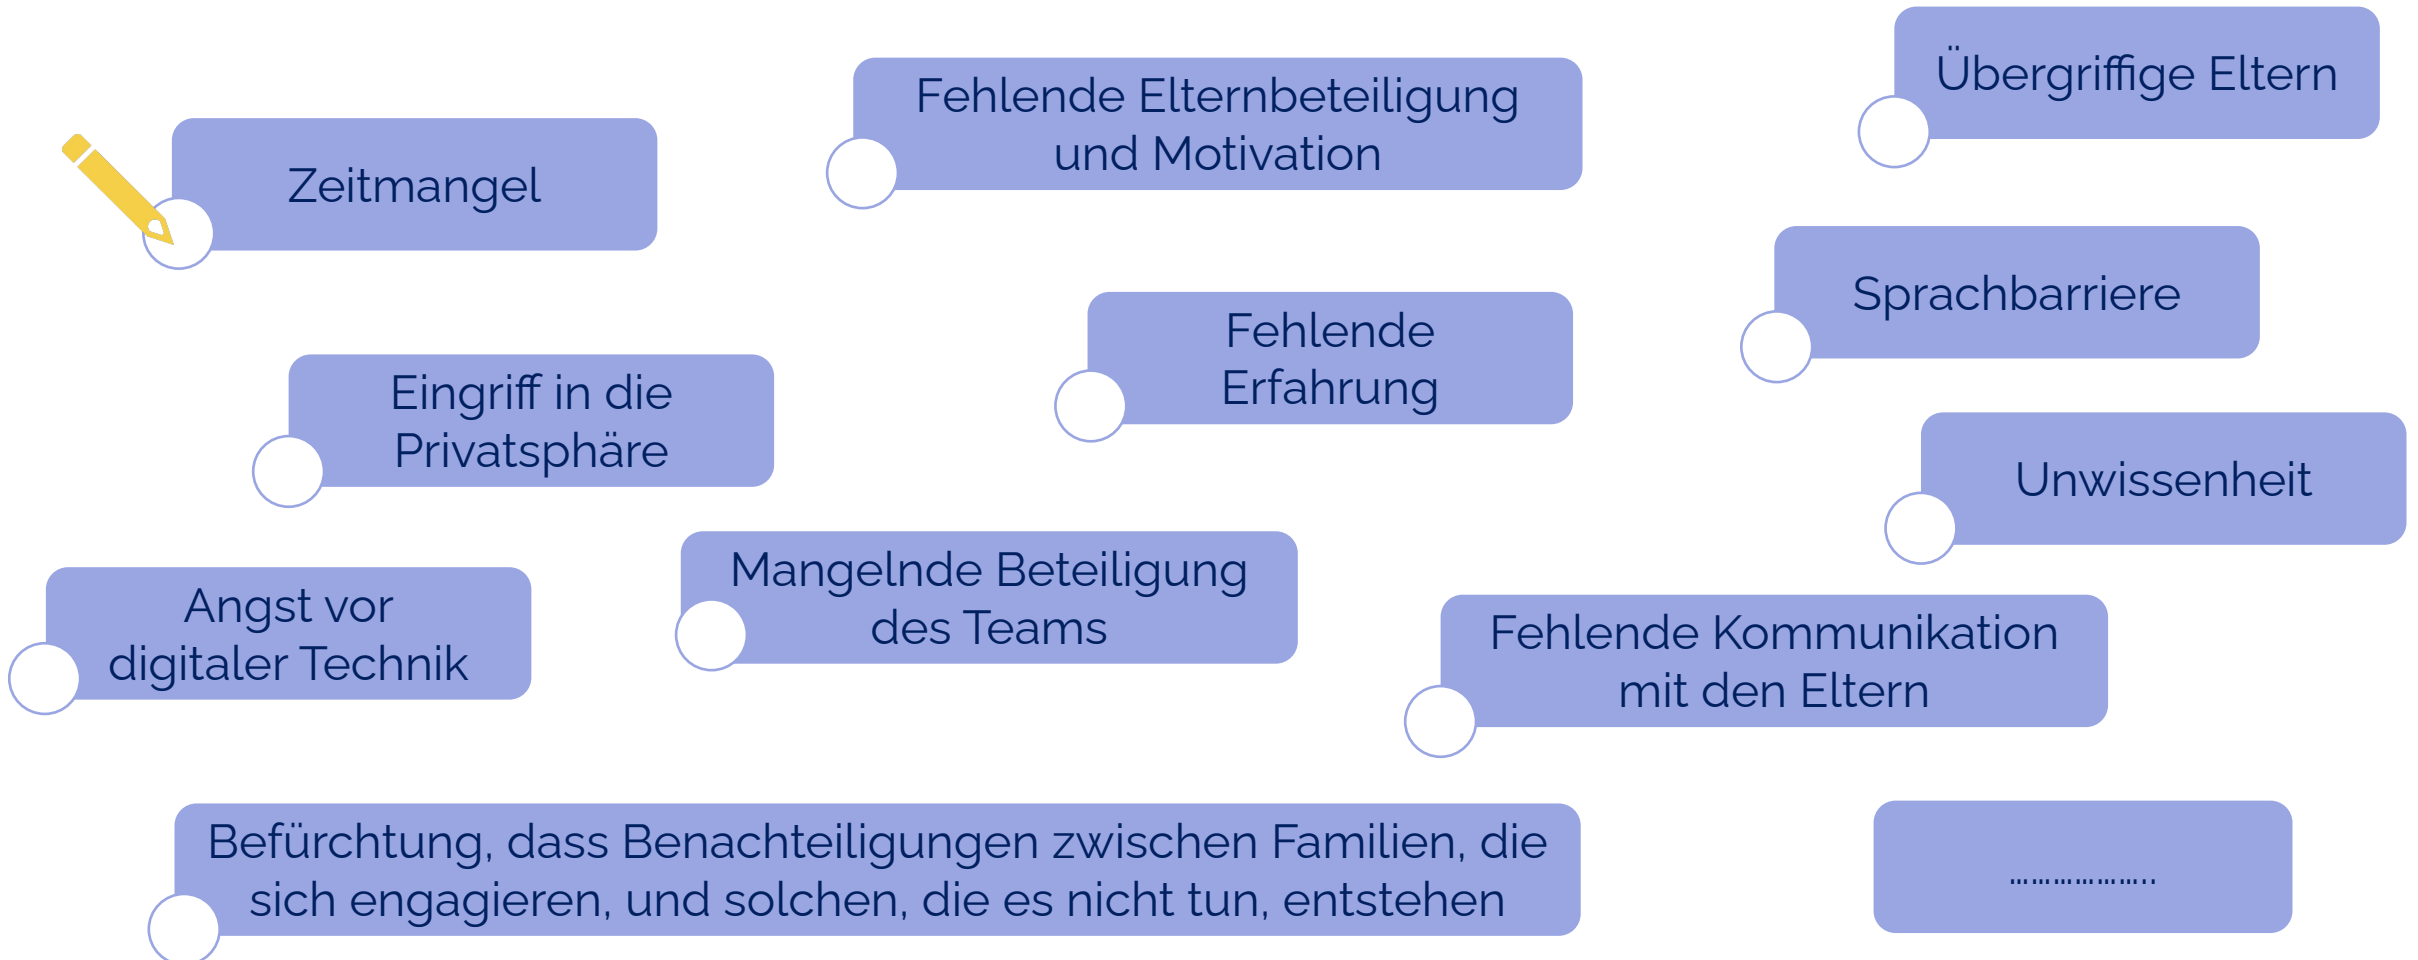 Zeitmangel
Fehlende Elternbeteiligung
und Motivation
Übergriffige Eltern
Eingriff in die
Privatsphäre
Fehlende
Erfahrung
Sprachbarriere
Unwissenheit
Angst vor
digitaler Technik
Mangelnde Beteiligung
des Teams
Fehlende Kommunikation
mit den Eltern
Befürchtung, dass Benachteiligungen zwischen Familien, die
sich engagieren, und solchen, die es nicht tun, entstehen
………………..